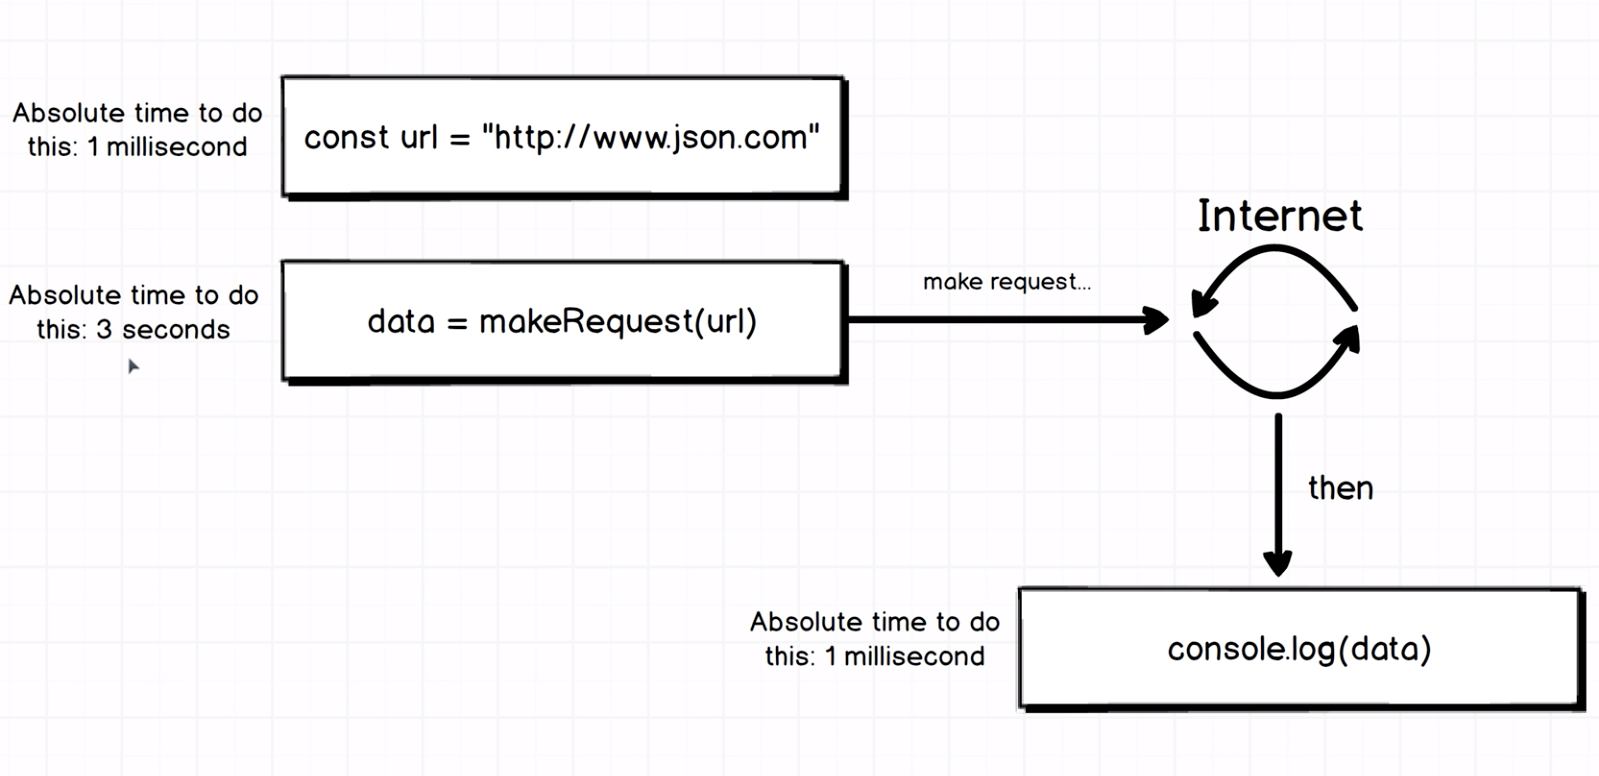 Absolute time to do
this: 1 millisecond
const url = "http://www.json.com"
Internet
Absolute time to do
this: 3 seconds
data = makeRequest(url)
make request...
then
Absolute time to do
this: 1 millisecond
console.log(data)